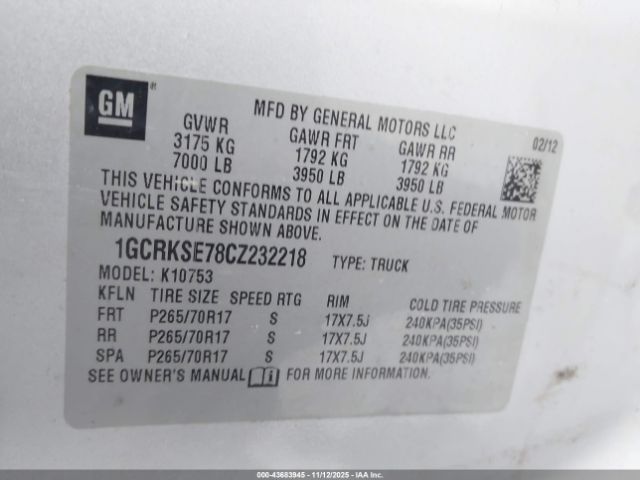 GM
MFD BY GENERAL MOTORS LLC
02/12
GVWR GAWR FRT GAWR RR
3175 KG 1792 KG 1792 KG
7000 LB 3950 LB 3950 LB
THIS VEHICLE CONFORMS TO ALL APPLICABLE U.S. FEDERAL MOTOR
VEHICLE SAFETY STANDARDS IN EFFECT ON THE DATE OF
MANUFACTURE SHOWN ABOVE.
1GCRKSE78CZ232218 TYPE: TRUCK
MODEL: K10753
KFLN TIRE SIZE SPEED RTG RIM COLD TIRE PRESSURE
FRT P265/70R17 S 17X7.5J 240KPA(35PSI)
RR P265/70R17 S 17X7.5J 240KPA(35PSI)
SPA P265/70R17 S 17X7.5J 240KPA(35PSI)
SEE OWNER'S MANUAL FOR MORE INFORMATION.
000-43683945 - 11/12/2025 - IAAI.COM